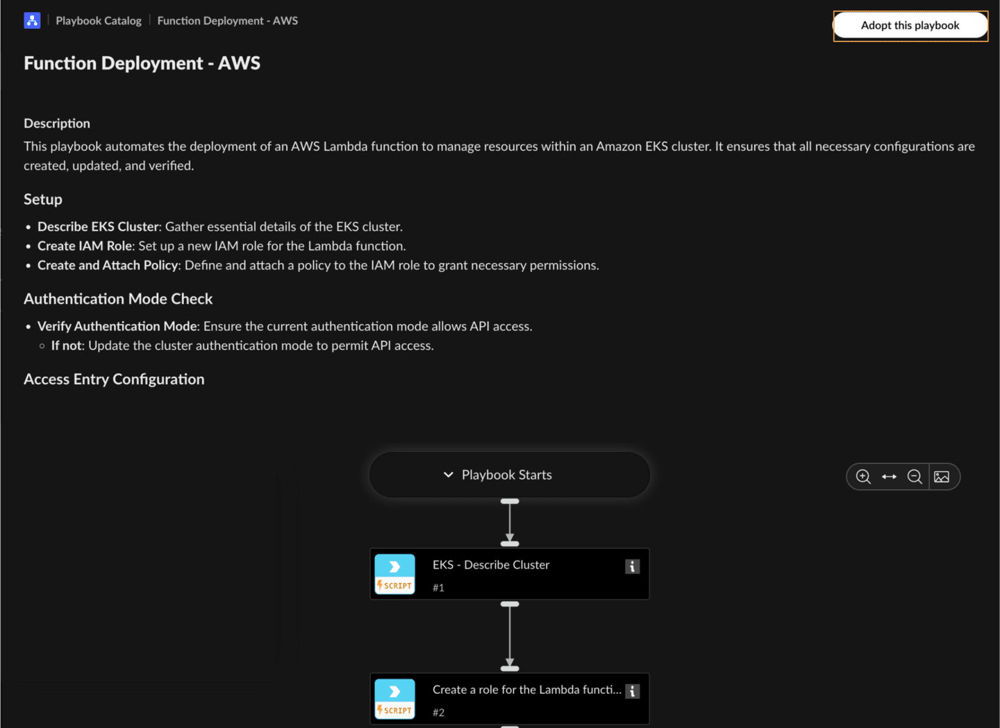 Playbook Catalog
Function Deployment - AWS
Adopt this playbook
Function Deployment - AWS
Description
This playbook automates the deployment of an AWS Lambda function to manage resources within an Amazon EKS cluster. It ensures that all necessary configurations are
created, updated, and verified.
Setup
• Describe EKS Cluster: Gather essential details of the EKS cluster.
• Create IAM Role: Set up a new IAM role for the Lambda function.
• Create and Attach Policy: Define and attach a policy to the IAM role to grant necessary permissions.
Authentication Mode Check
• Verify Authentication Mode: Ensure the current authentication mode allows API access.
◦ If not: Update the cluster authentication mode to permit API access.
Access Entry Configuration
Playbook Starts
EKS - Describe Cluster
SCRIPT
#1
Create a role for the Lambda functi...
SCRIPT
#2